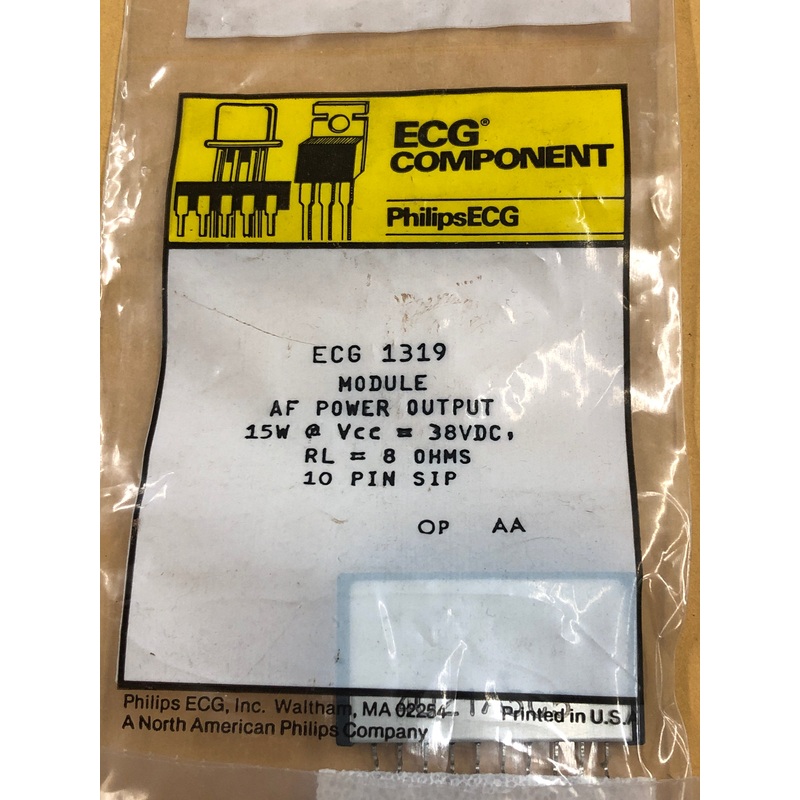 ECG®
COMPONENT
PhilipsECG
ECG 1319
MODULE
AF POWER OUTPUT
15W @ Vcc = 38VDC,
RL = 8 OHMS
10 PIN SIP
OP AA
Philips ECG, Inc. Waltham, MA 02254 Printed in U.S.A
A North American Philips Company